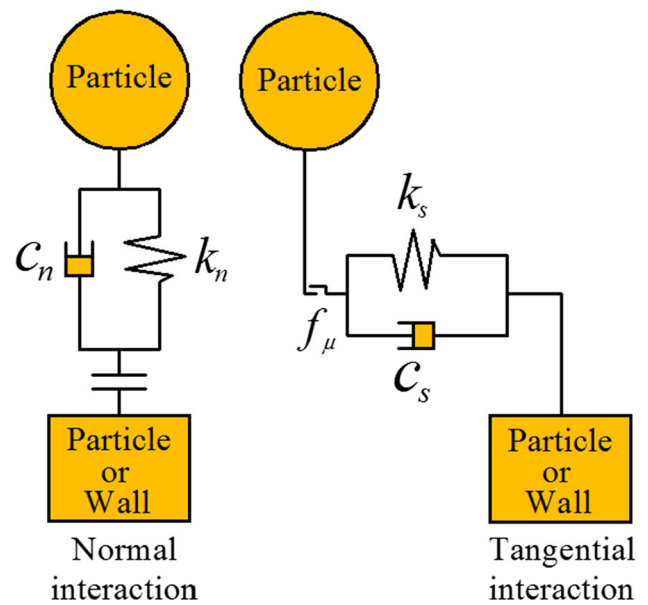 Particle
c_n
k_n
Particle
or
Wall
Normal
interaction
Particle
k_s
f_μ
c_s
Particle
or
Wall
Tangential
interaction